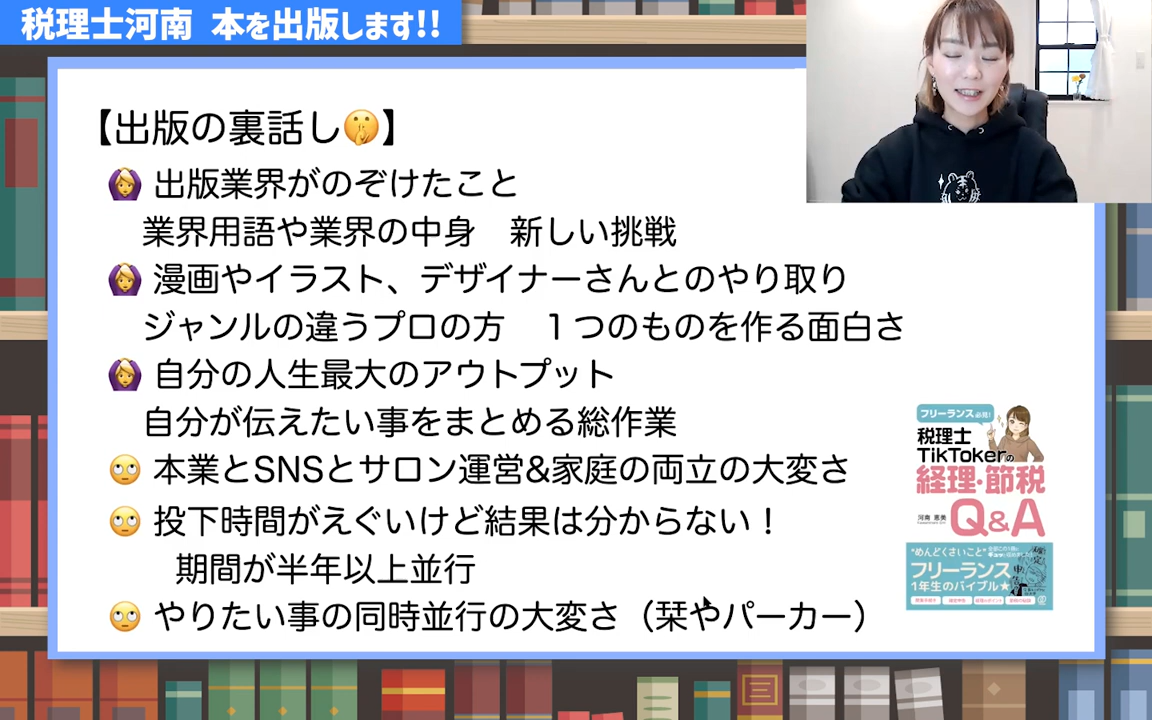 税理士河南 本を出版します!!
【出版の裏話し🤫】
🙆‍♀️ 出版業界がのぞけたこと
業界用語や業界の中身 新しい挑戦
🙆‍♀️ 漫画やイラスト、デザイナーさんとのやり取り
ジャンルの違うプロの方 １つのものを作る面白さ
🙆‍♀️ 自分の人生最大のアウトプット
自分が伝えたい事をまとめる総作業
🙄 本業とSNSとサロン運営&家庭の両立の大変さ
🙄 投下時間がえぐいけど結果は分からない！
期間が半年以上並行
🙄 やりたい事の同時並行の大変さ（栞やパーカー）
フリーランス必見!
税理士
TikTokerの
経理・節税
河南 恵美
Q&A
"めんどくさいこと"
フリーランス
1年生のバイブル★